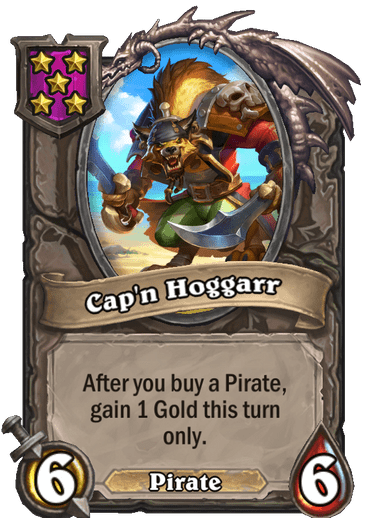 Cap'n Hoggarr
After you buy a Pirate,
gain 1 Gold this turn
only.
6
Pirate
6